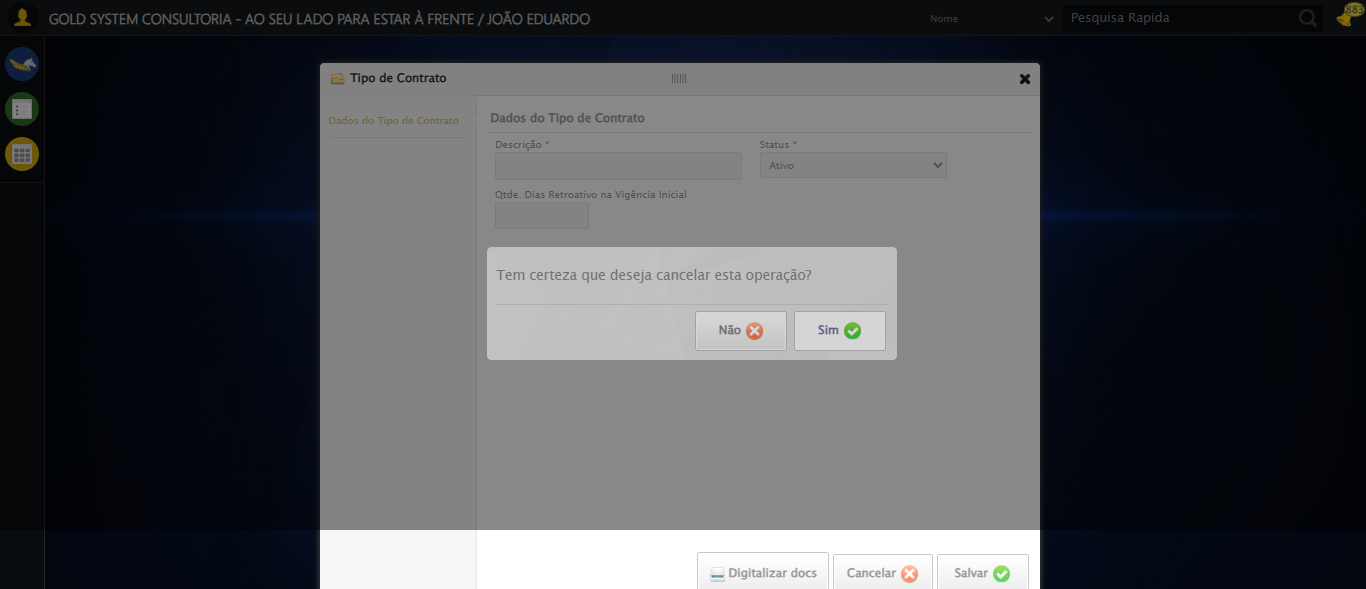 GOLD SYSTEM CONSULTORIA - AO SEU LADO PARA ESTAR À FRENTE / JOÃO EDUARDO
Nome
Pesquisa Rapida
883
Tipo de Contrato
Dados do Tipo de Contrato
Dados do Tipo de Contrato
Descrição *
Status *
Ativo
Qtde. Dias Retroativo na Vigência Inicial
Tem certeza que deseja cancelar esta operação?
Não
Sim
Digitalizar docs
Cancelar
Salvar